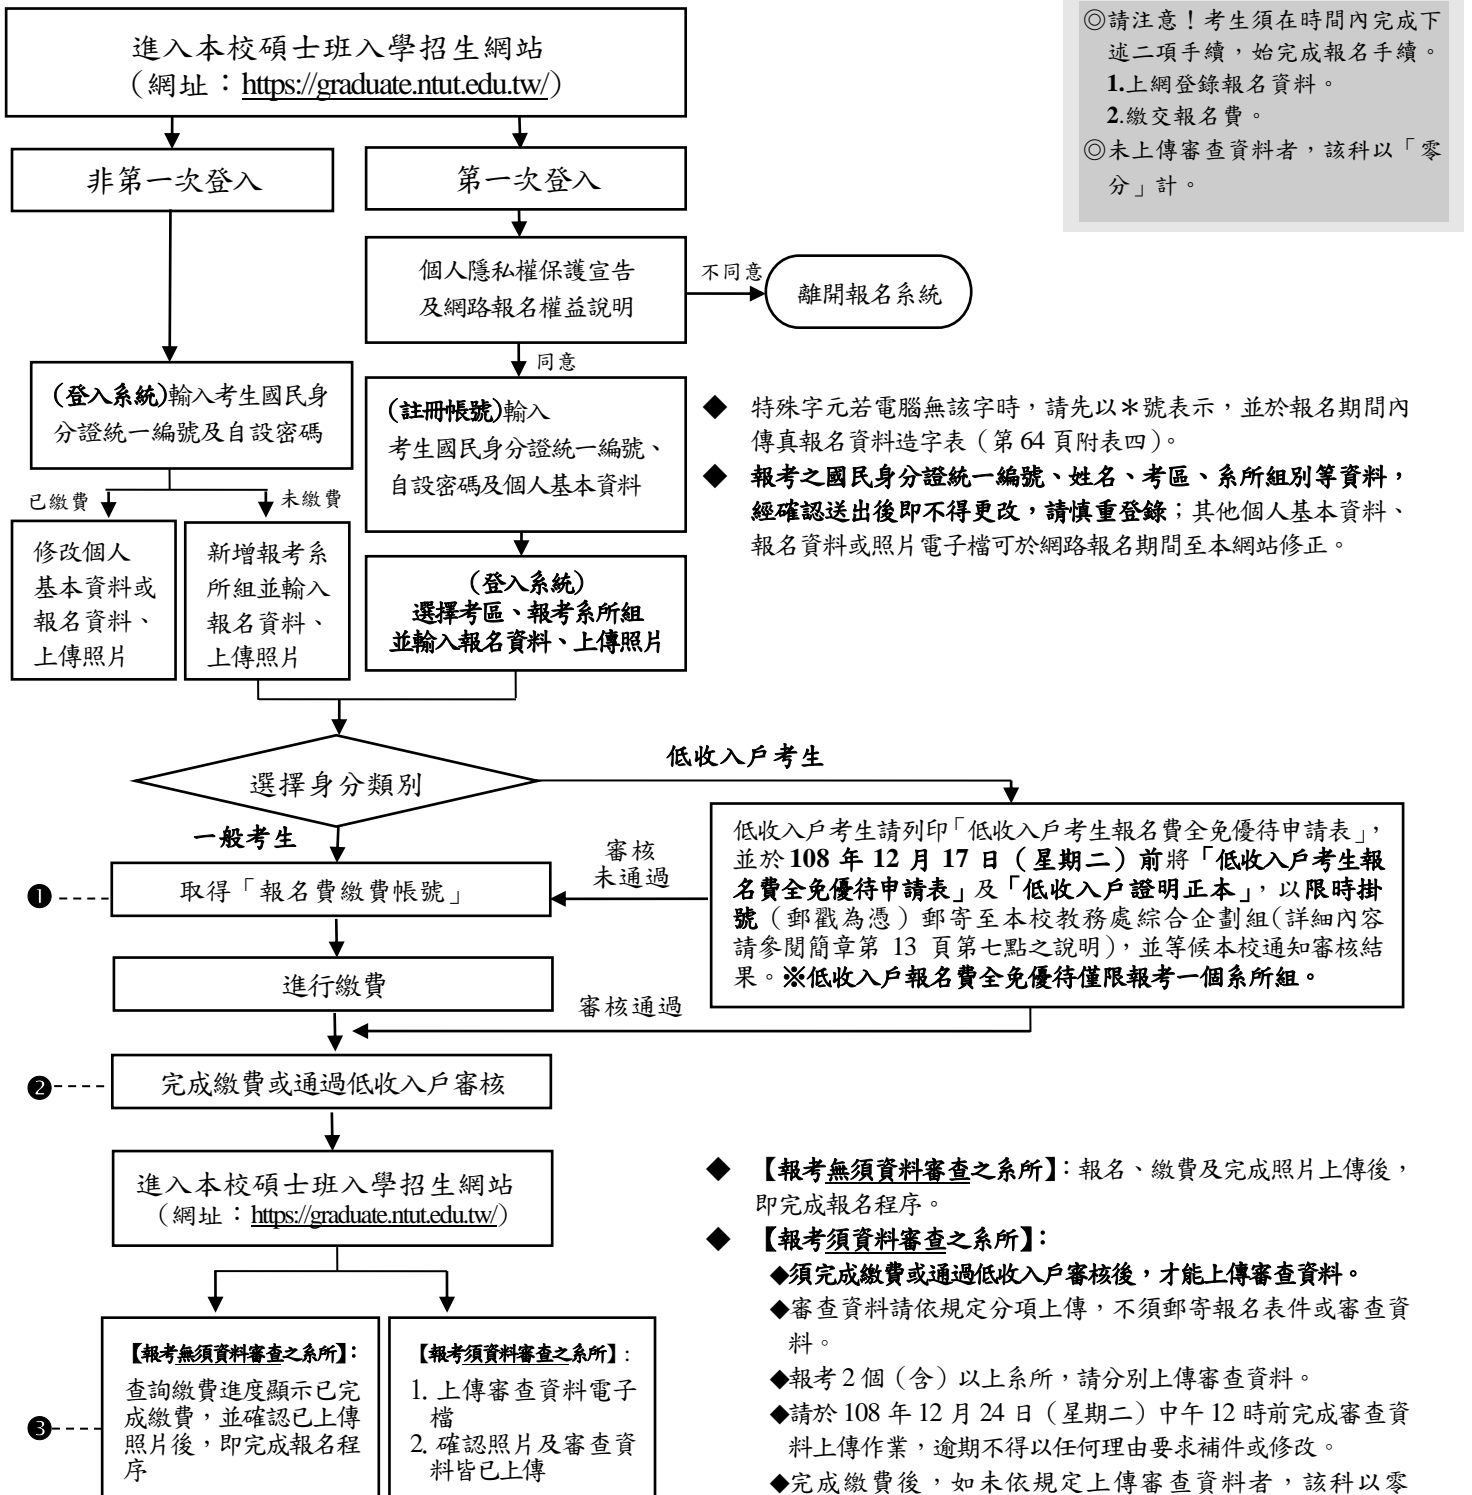 進入本校碩士班入學招生網站
（網址：https://graduate.ntut.edu.tw/）
◎請注意！考生須在時間內完成下
述二項手續，始完成報名手續。
1.上網登錄報名資料。
2.繳交報名費。
◎未上傳審查資料者，該科以「零
分」計。
非第一次登入
第一次登入
個人隱私權保護宣告
及網路報名權益說明
不同意
離開報名系統
同意
(登入系統)輸入考生國民身
分證統一編號及自設密碼
(註冊帳號)輸入
考生國民身分證統一編號、
自設密碼及個人基本資料
◆ 特殊字元若電腦無該字時，請先以＊號表示，並於報名期間內
傳真報名資料造字表（第 64 頁附表四）。
◆ 報考之國民身分證統一編號、姓名、考區、系所組別等資料，
經確認送出後即不得更改，請慎重登錄；其他個人基本資料、
報名資料或照片電子檔可於網路報名期間至本網站修正。
已繳費
未繳費
修改個人
基本資料或
報名資料、
上傳照片
新增報考系
所組並輸入
報名資料、
上傳照片
（登入系統）
選擇考區、報考系所組
並輸入報名資料、上傳照片
選擇身分類別
低收入戶考生
一般考生
低收入戶考生請列印「低收入戶考生報名費全免優待申請表」，
並於 108 年 12 月 17 日（星期二）前將「低收入戶考生報
名費全免優待申請表」及「低收入戶證明正本」，以限時掛
號（郵戳為憑）郵寄至本校教務處綜合企劃組(詳細內容
請參閱簡章第 13 頁第七點之說明)，並等候本校通知審核結
果。※低收入戶報名費全免優待僅限報考一個系所組。
審核
未通過
❶
取得「報名費繳費帳號」
進行繳費
審核通過
❷
完成繳費或通過低收入戶審核
進入本校碩士班入學招生網站
（網址：https://graduate.ntut.edu.tw/）
◆ 【報考無須資料審查之系所】：報名、繳費及完成照片上傳後，
即完成報名程序。
◆ 【報考須資料審查之系所】：
◆須完成繳費或通過低收入戶審核後，才能上傳審查資料。
◆審查資料請依規定分項上傳，不須郵寄報名表件或審查資
料。
◆報考 2 個（含）以上系所，請分別上傳審查資料。
◆請於 108 年 12 月 24 日（星期二）中午 12 時前完成審查資
料上傳作業，逾期不得以任何理由要求補件或修改。
◆完成繳費後，如未依規定上傳審查資料者，該科以零
❸
【報考無須資料審查之系所】：
查詢繳費進度顯示已完
成繳費，並確認已上傳
照片後，即完成報名程
序
【報考須資料審查之系所】：
1. 上傳審查資料電子
檔
2. 確認照片及審查資
料皆已上傳